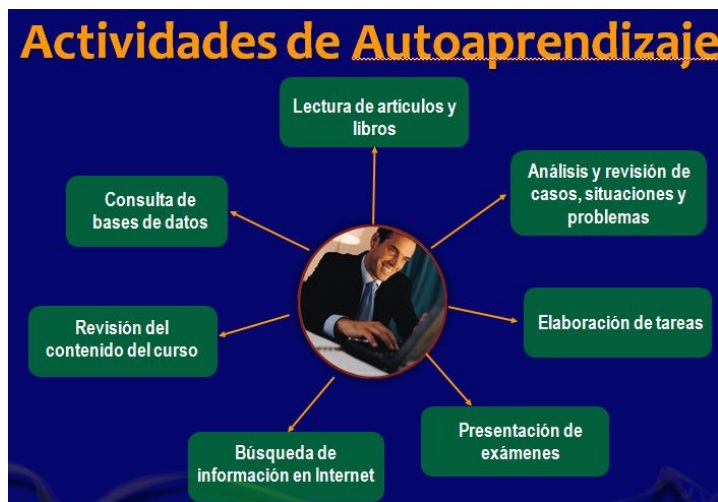 Actividades de Autoaprendizaje
Lectura de artículos y
libros
Análisis y revisión de
casos, situaciones y
problemas
Elaboración de tareas
Presentación de
exámenes
Búsqueda de
información en Internet
Revisión del
contenido del curso
Consulta de
bases de datos